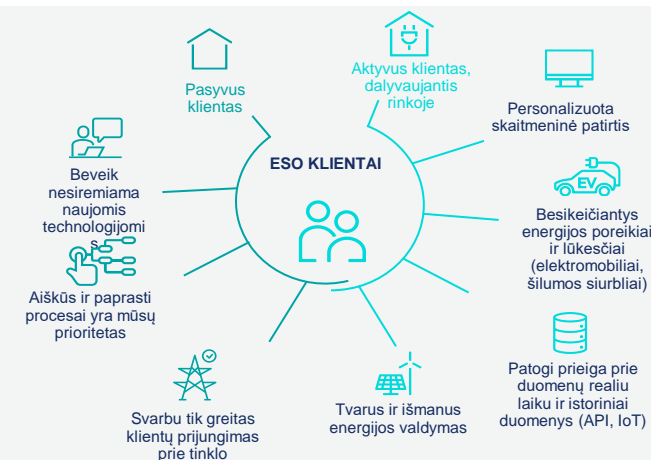 Pasyvus
klientas
Aktyvus klientas,
dalyvaujantis
rinkoje
Personalizuota
skaitmeninė patirtis
ESO KLIENTAI
Beveik
nesiremiama
naujomis
technologijomi
s
EV
Besikeičiantys
energijos poreikiai
ir lūkesčiai
(elektromobiliai,
šilumos siurbliai)
Aiškūs ir paprasti
procesai yra mūsų
prioritetas
Svarbu tik greitas
klientų prijungimas
prie tinklo
Tvarus ir išmanus
energijos valdymas
Patogi prieiga prie
duomenų realiu
laiku ir istoriniai
duomenys (API, IoT)